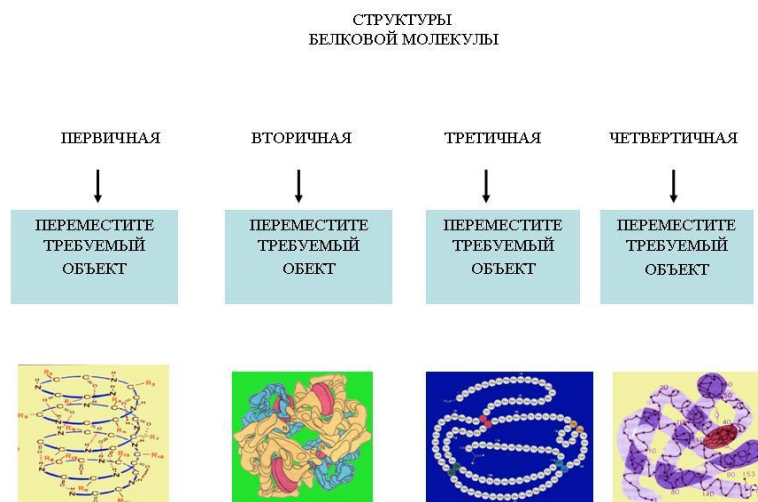 СТРУКТУРЫ
БЕЛКОВОЙ МОЛЕКУЛЫ
ПЕРВИЧНАЯ
ВТОРИЧНАЯ
ТРЕТИЧНАЯ
ЧЕТВЕРТИЧНАЯ
ПЕРЕМЕСТИТЕ
ТРЕБУЕМЫЙ
ОБЪЕКТ
ПЕРЕМЕСТИТЕ
ТРЕБУЕМЫЙ
ОБЕКТ
ПЕРЕМЕСТИТЕ
ТРЕБУЕМЫЙ
ОБЪЕКТ
ПЕРЕМЕСТИТЕ
ТРЕБУЕМЫЙ
ОБЪЕКТ